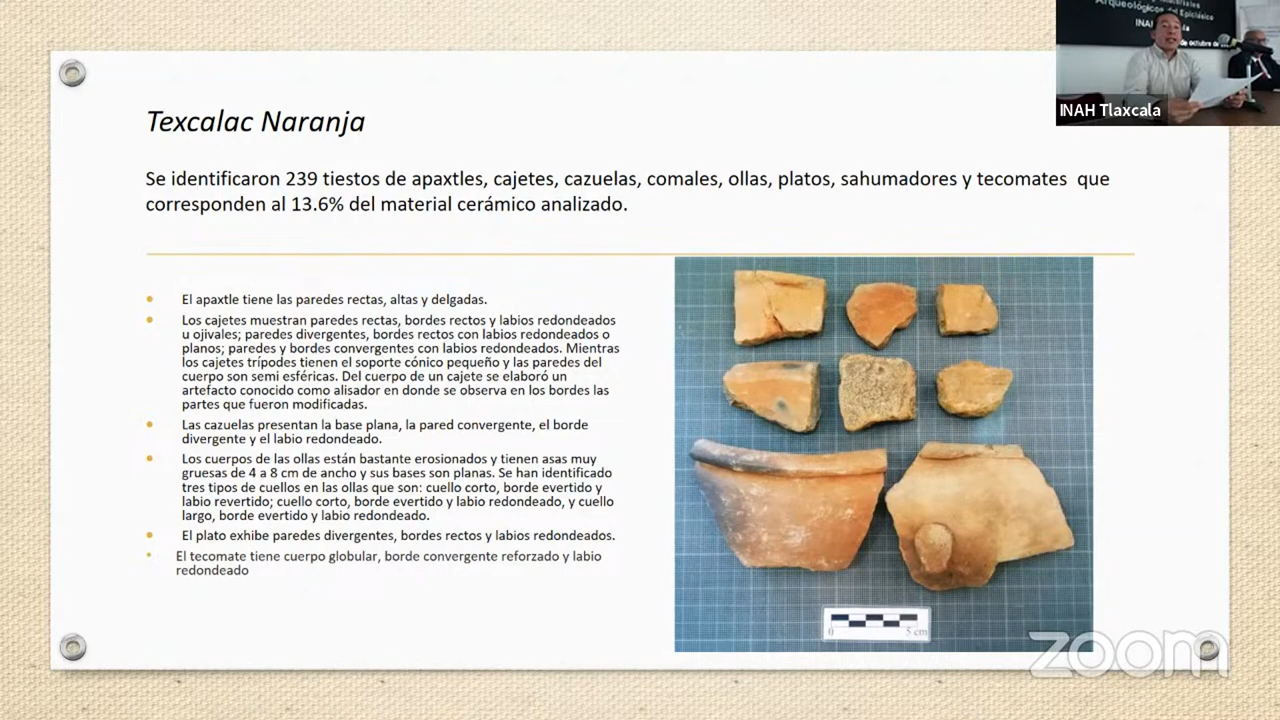 Arqueológicos del Epiclásico
INAH
de octubre de
INAH Tlaxcala
Texcalac Naranja
Se identificaron 239 tiestos de apaxtles, cajetes, cazuelas, comales, ollas, platos, sahumadores y tecomates que
corresponden al 13.6% del material cerámico analizado.
El apaxtle tiene las paredes rectas, altas y delgadas.
Los cajetes muestran paredes rectas, bordes rectos y labios redondeados
u ojivales; paredes divergentes, bordes rectos con labios redondeados o
planos; paredes y bordes convergentes con labios redondeados. Mientras
los cajetes trípodes tienen el soporte cónico pequeño y las paredes del
cuerpo son semi esféricas. Del cuerpo de un cajete se elaboró un
artefacto conocido como alisador en donde se observa en los bordes las
partes que fueron modificadas.
Las cazuelas presentan la base plana, la pared convergente, el borde
divergente y el labio redondeado.
Los cuerpos de las ollas están bastante erosionados y tienen asas muy
gruesas de 4 a 8 cm de ancho y sus bases son planas. Se han identificado
tres tipos de cuellos en las ollas que son: cuello corto, borde evertido y
labio revertido; cuello corto, borde evertido y labio redondeado, y cuello
largo, borde evertido y labio redondeado.
El plato exhibe paredes divergentes, bordes rectos y labios redondeados.
El tecomate tiene cuerpo globular, borde convergente reforzado y labio
redondeado
0 5 cm
zoom